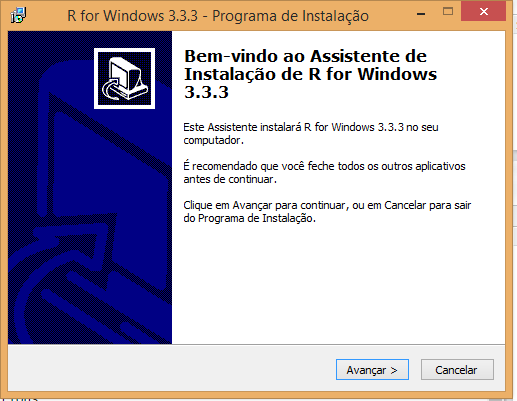 R for Windows 3.3.3 - Programa de Instalação
Bem-vindo ao Assistente de
Instalação de R for Windows
3.3.3
Este Assistente instalará R for Windows 3.3.3 no seu
computador.
É recomendado que você feche todos os outros aplicativos
antes de continuar.
Clique em Avançar para continuar, ou em Cancelar para sair
do Programa de Instalação.
Avançar >
Cancelar